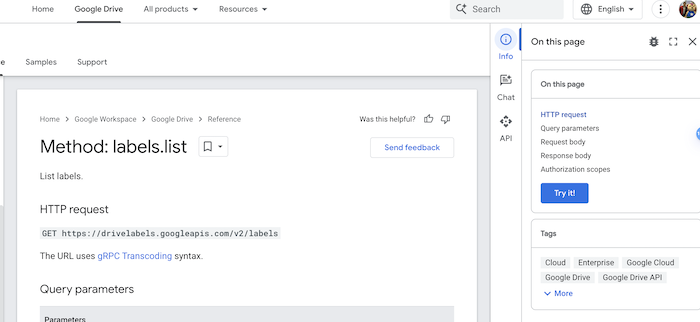 Home Google Drive All products Resources Search English
e Samples Support
Home > Google Workspace > Google Drive > Reference
Was this helpful?
Method: labels.list
Send feedback
List labels.
HTTP request
GET https://drivelabels.googleapis.com/v2/labels
The URL uses gRPC Transcoding syntax.
Query parameters
Parameters
Info
Chat
API
On this page
On this page
HTTP request
Query parameters
Request body
Response body
Authorization scopes
Try it!
Tags
Cloud Enterprise Google Cloud
Google Drive Google Drive API
More